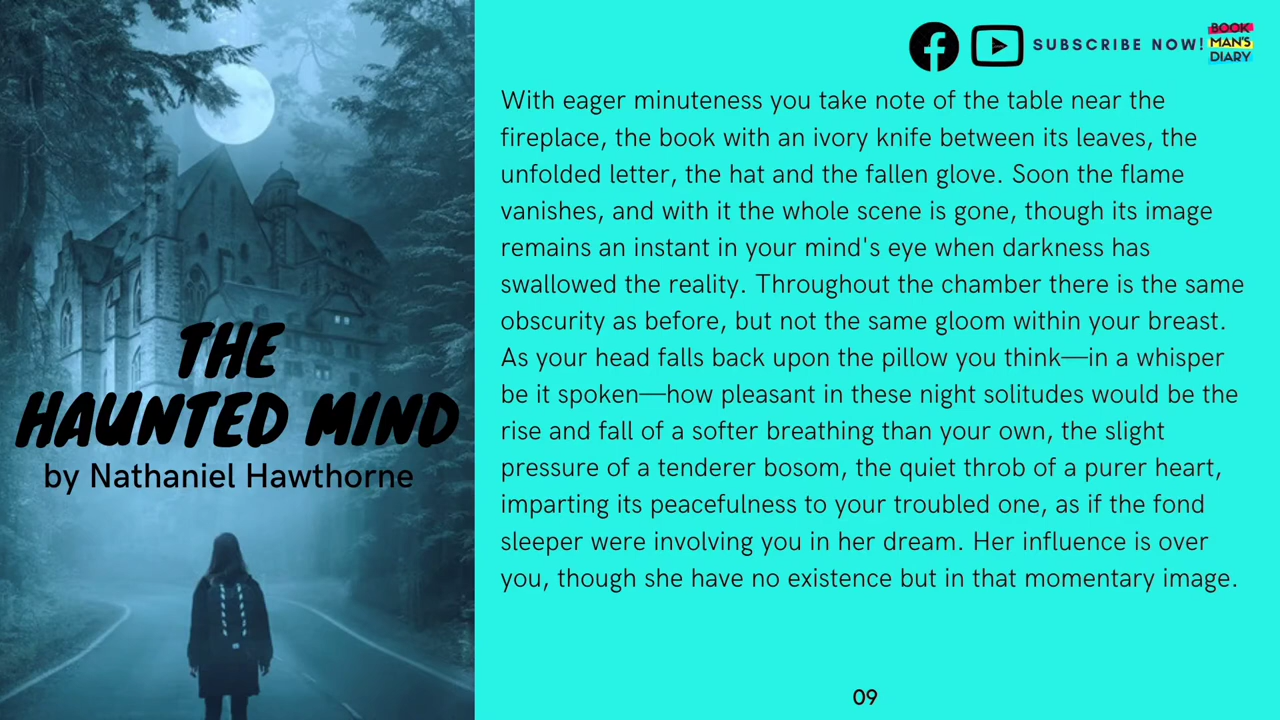 THE
HAUNTED MIND
by Nathaniel Hawthorne
SUBSCRIBE NOW!
BOOK
MAN'S
DIARY
With eager minuteness you take note of the table near the
fireplace, the book with an ivory knife between its leaves, the
unfolded letter, the hat and the fallen glove. Soon the flame
vanishes, and with it the whole scene is gone, though its image
remains an instant in your mind's eye when darkness has
swallowed the reality. Throughout the chamber there is the same
obscurity as before, but not the same gloom within your breast.
As your head falls back upon the pillow you think—in a whisper
be it spoken—how pleasant in these night solitudes would be the
rise and fall of a softer breathing than your own, the slight
pressure of a tenderer bosom, the quiet throb of a purer heart,
imparting its peacefulness to your troubled one, as if the fond
sleeper were involving you in her dream. Her influence is over
you, though she have no existence but in that momentary image.
09